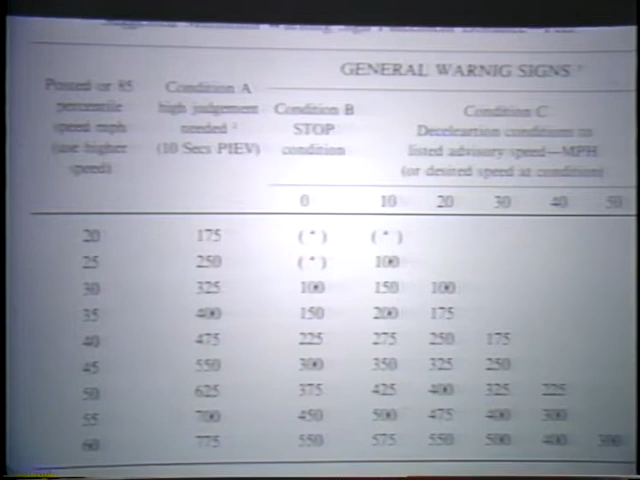 GENERAL WARNIG SIGNS
Posted or 85 percentile speed mph (use higher speed)
Condition A high judgement needed (10 Secs PIEV)
Condition B STOP condition
Condition C Deceleartion conditions to listed advisory speed—MPH (or desired speed at condition)
0 10 20 30 40 50
20 175 (*) (*)
25 250 (*) 100
30 325 100 150 100
35 400 150 200 175
40 475 225 275 250 175
45 550 300 350 325 250
50 625 375 425 400 325 225
55 700 450 500 475 400 300
60 775 550 575 550 500 400 300